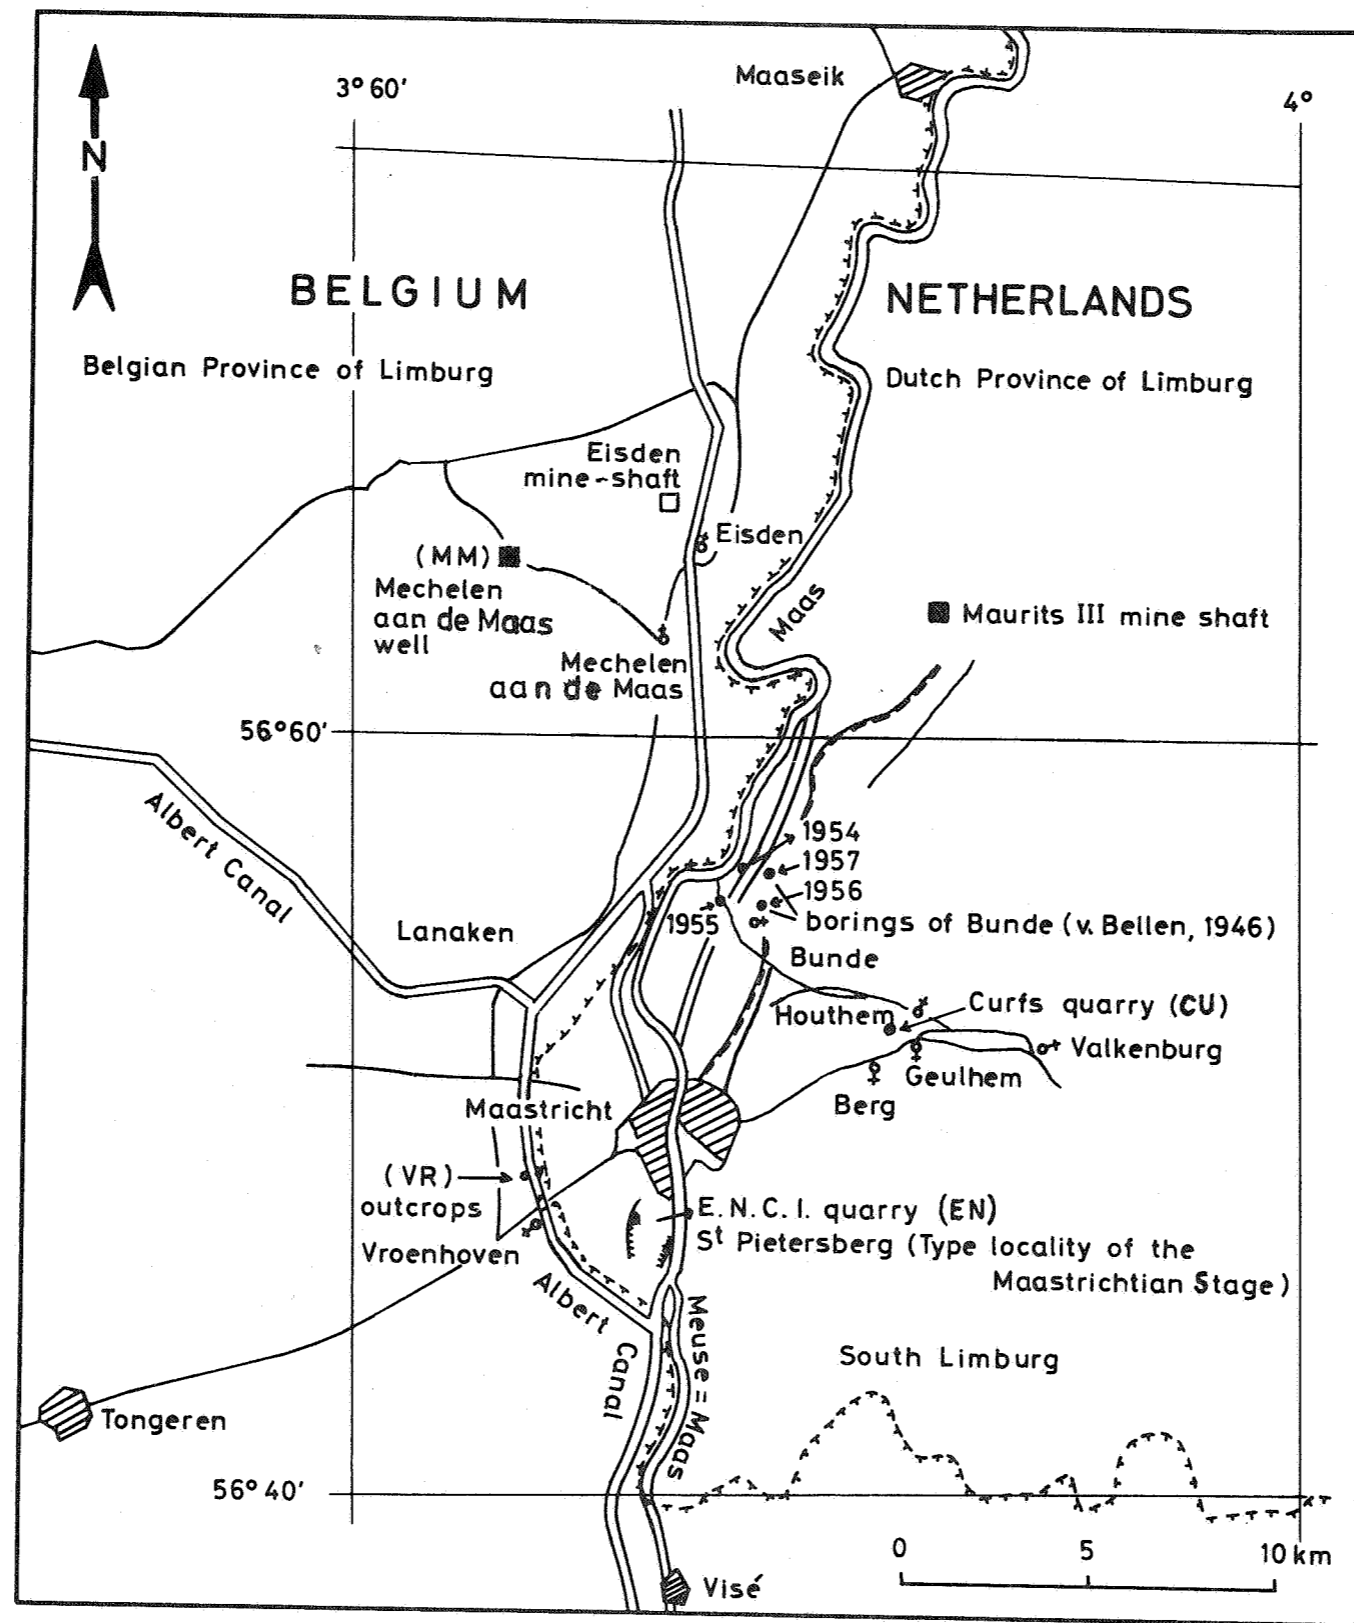 3° 60'
Maaseik
4°
N
BELGIUM
NETHERLANDS
Belgian Province of Limburg
Dutch Province of Limburg
Eisden
mine-shaft
Eisden
(MM)
Mechelen
aan de Maas
well
Maas
Maurits III mine shaft
Mechelen
aan de Maas
56°60'
Albert Canal
1954
1957
1956
1955
borings of Bunde (v. Bellen, 1946)
Lanaken
Bunde
Houthem
Curfs quarry (CU)
Valkenburg
Geulhem
Berg
Maastricht
(VR)
outcrops
Vroenhoven
E.N.C.I. quarry (EN)
St Pietersberg (Type locality of the
Maastrichtian Stage)
Albert
Canal
Meuse = Maas
South Limburg
Tongeren
56° 40'
0 5 10 km
Visé